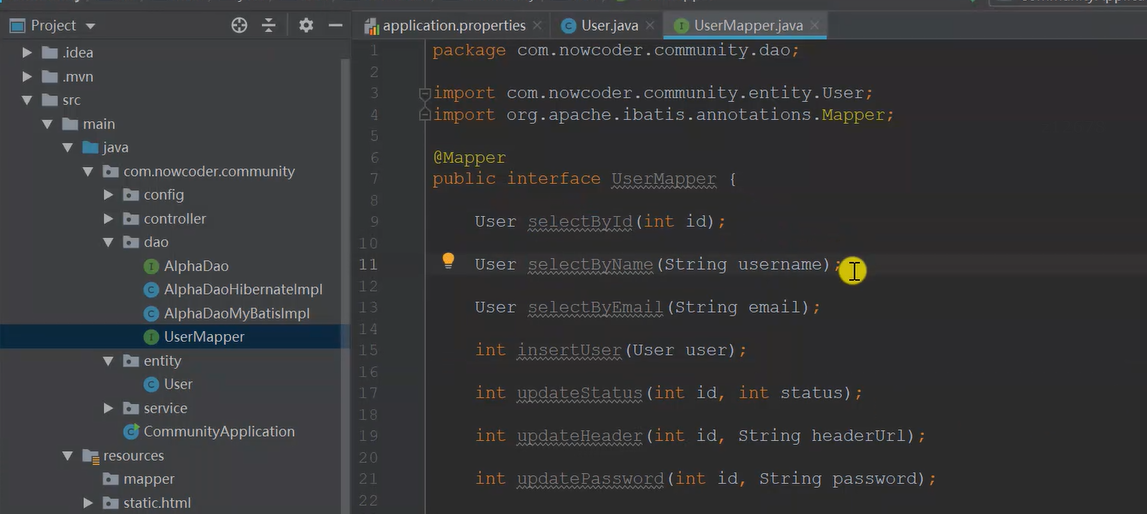 Project
application.properties
User.java
UserMapper.java
.idea
.mvn
src
main
java
com.nowcoder.community
config
controller
dao
AlphaDao
AlphaDaoHibernateImpl
AlphaDaoMyBatisImpl
UserMapper
entity
User
service
CommunityApplication
resources
mapper
static.html
1 package com.nowcoder.community.dao;
2
3 import com.nowcoder.community.entity.User;
4 import org.apache.ibatis.annotations.Mapper;
5
6 @Mapper
7 public interface UserMapper {
8
9 User selectById(int id);
10
11 User selectByName(String username);
12
13 User selectByEmail(String email);
14
15 int insertUser(User user);
16
17 int updateStatus(int id, int status);
18
19 int updateHeader(int id, String headerUrl);
20
21 int updatePassword(int id, String password);
22